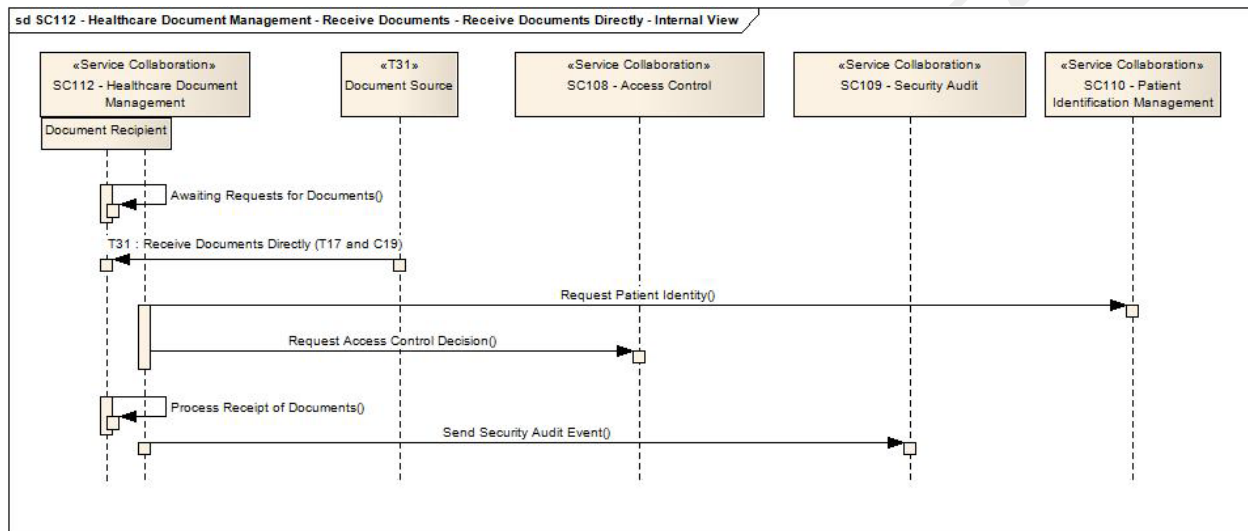 sd SC112 - Healthcare Document Management - Receive Documents - Receive Documents Directly - Internal View
«Service Collaboration»
SC112 - Healthcare Document
Management
Document Recipient
«T31»
Document Source
«Service Collaboration»
SC108 - Access Control
«Service Collaboration»
SC109 - Security Audit
«Service Collaboration»
SC110 - Patient
Identification Management
Awaiting Requests for Documents()
T31 : Receive Documents Directly (T17 and C19)
Request Patient Identity()
Request Access Control Decision()
Process Receipt of Documents()
Send Security Audit Event()